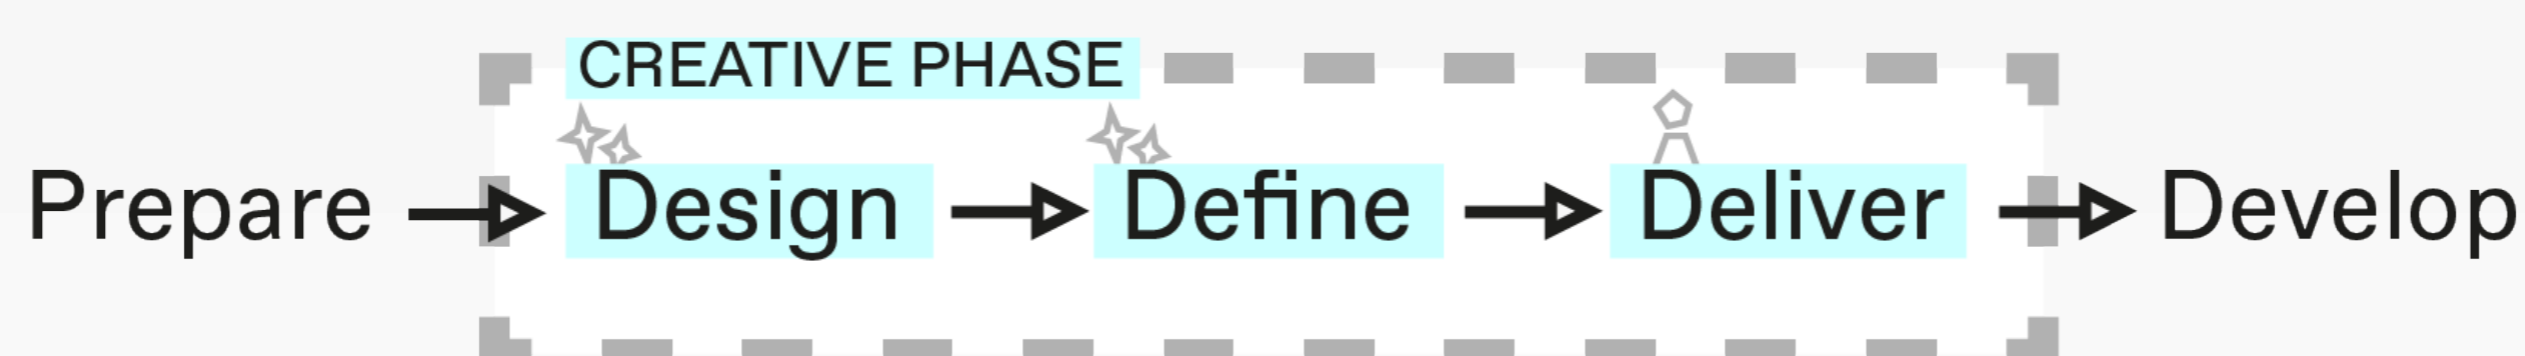 CREATIVE PHASE
Prepare Design Define Deliver Develop